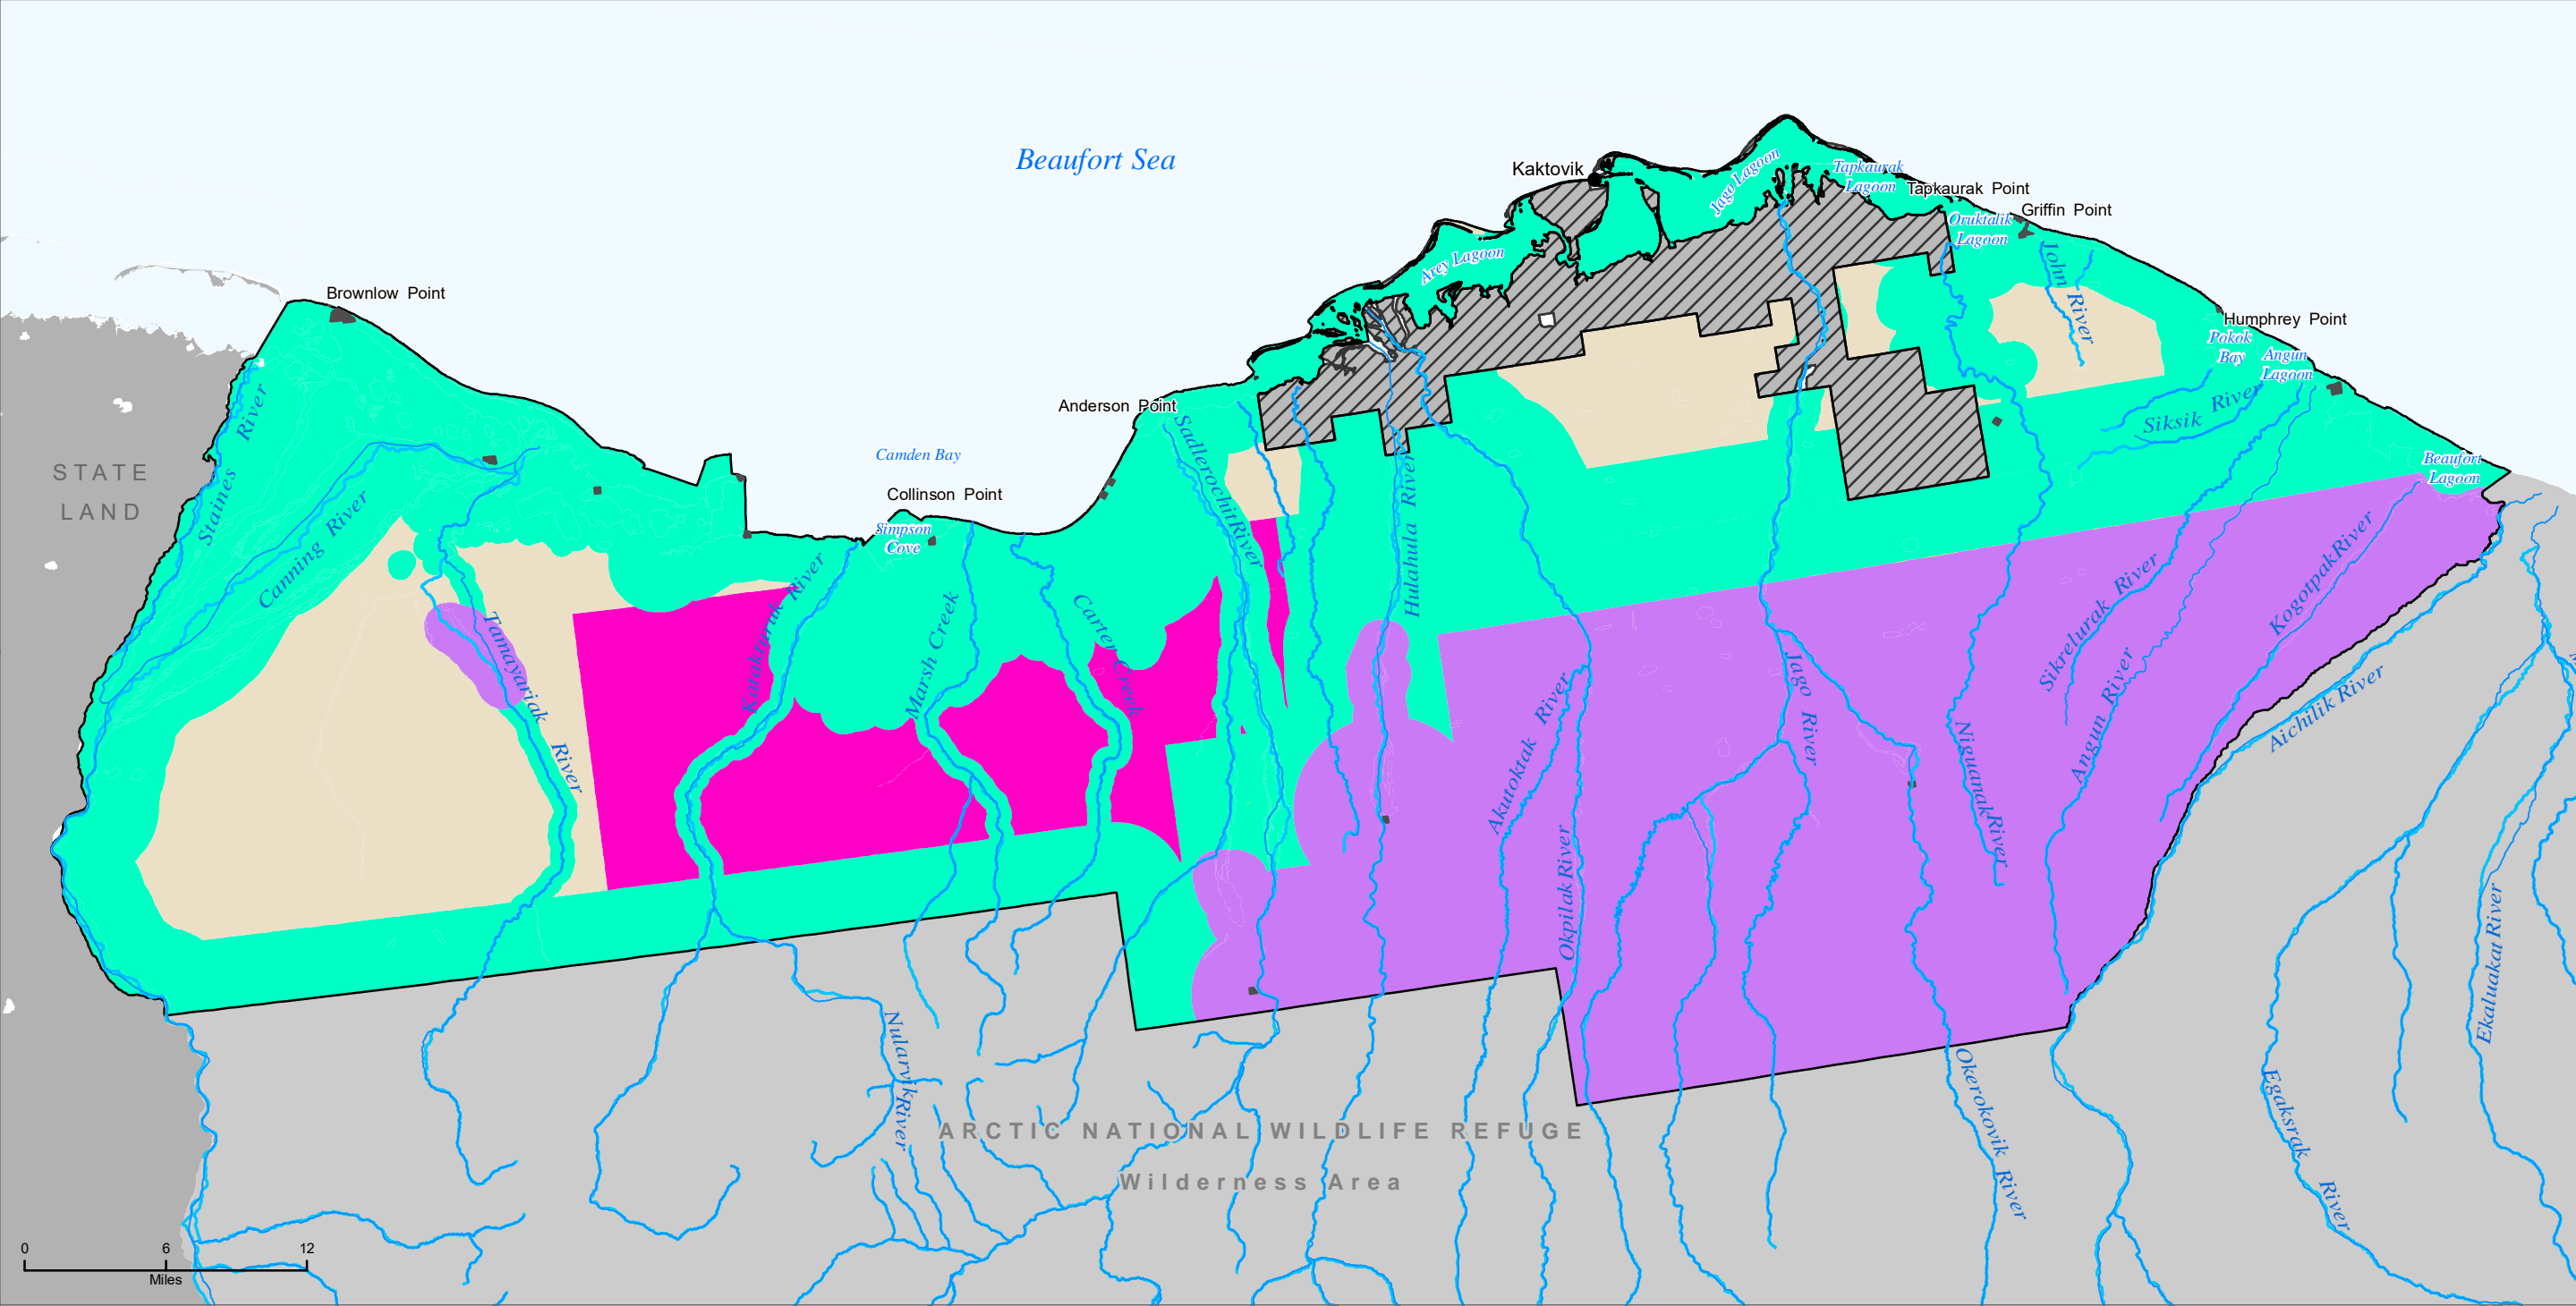 Beaufort Sea
Kaktovik
Jago Lagoon
Tapkaurak
Lagoon
Tapkaurak Point
Griffin Point
Oruktalik
Lagoon
Arey Lagoon
John River
Brownlow Point
Humphrey Point
Pokok
Bay
Angun
Lagoon
Anderson Point
Siksik River
Staines River
STATE
LAND
Camden Bay
Collinson Point
Simpson
Cove
Sadlerochit River
Hulahula River
Beaufort
Lagoon
Canning River
Tamayariak River
Katakturuk River
Marsh Creek
Carter Creek
Akutoktak River
Okpilak River
Jago River
Niguanak River
Sikrelurak River
Angun River
Kogotpak River
Aichilik River
Nularvik River
Okerokovik River
Egaksrak River
Ekaluakat River
ARCTIC NATIONAL WILDLIFE REFUGE
Wilderness Area
0 6 12
Miles